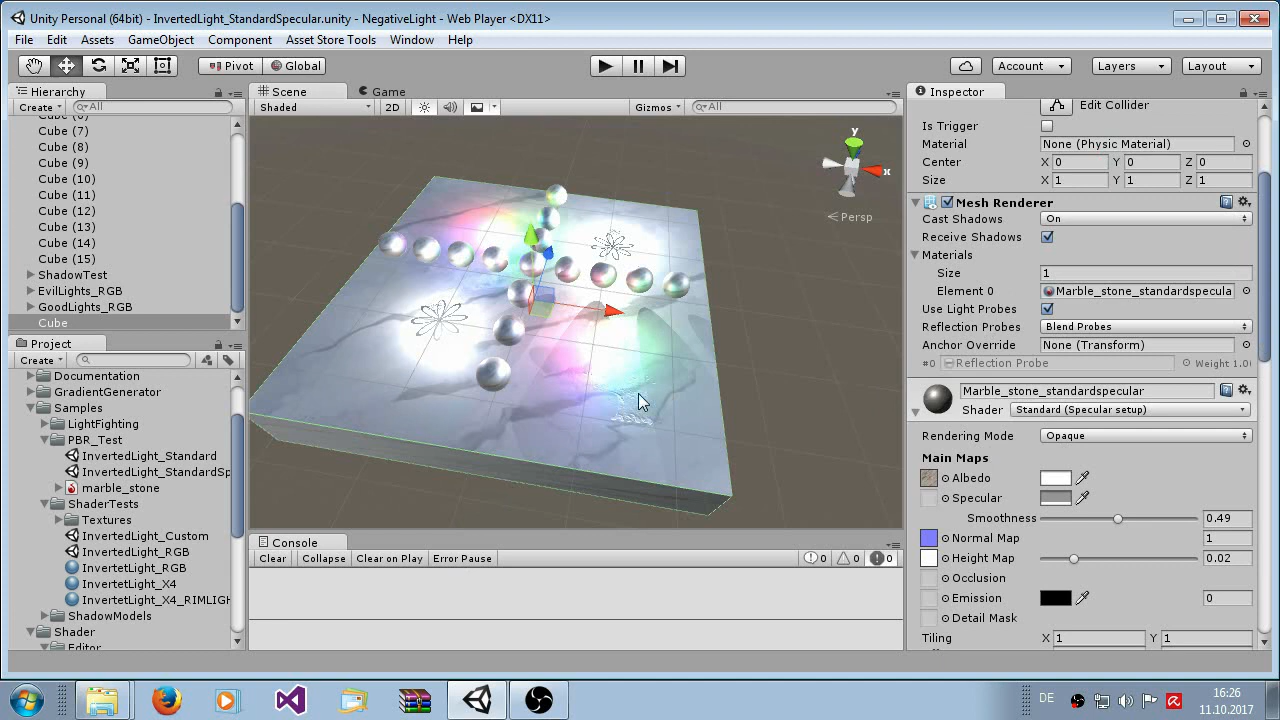 Unity Personal (64bit) - InvertedLight_StandardSpecular.unity - NegativeLight - Web Player <DX11>
File Edit Assets GameObject Component Asset Store Tools Window Help
Pivot Global Account Layers Layout
Hierarchy
Create All
Cube (6)
Cube (7)
Cube (8)
Cube (9)
Cube (10)
Cube (11)
Cube (12)
Cube (13)
Cube (14)
Cube (15)
ShadowTest
EvilLights_RGB
GoodLights_RGB
Cube
Project
Create
Documentation
GradientGenerator
Samples
LightFighting
PBR_Test
InvertedLight_Standard
InvertedLight_StandardSp
marble_stone
ShaderTests
Textures
InvertedLight_Custom
InvertedLight_RGB
InvertetLight_RGB
InvertetLight_X4
InvertetLight_X4_RIMLIGH
ShadowModels
Shader
Editor
Scene Game
Shaded 2D Gizmos All
y
x
Persp
Console
Clear Collapse Clear on Play Error Pause 0 0 0
Inspector
Edit Collider
Is Trigger
Material None (Physic Material)
Center X 0 Y 0 Z 0
Size X 1 Y 1 Z 1
Mesh Renderer
Cast Shadows On
Receive Shadows
Materials
Size 1
Element 0 Marble_stone_standardspecula
Use Light Probes
Reflection Probes Blend Probes
Anchor Override None (Transform)
#0 Reflection Probe Weight 1.0
Marble_stone_standardspecular
Shader Standard (Specular setup)
Rendering Mode Opaque
Main Maps
Albedo
Specular
Smoothness 0.49
Normal Map 1
Height Map 0.02
Occlusion
Emission 0
Detail Mask
Tiling X 1 Y 1
DE 16:26
11.10.2017